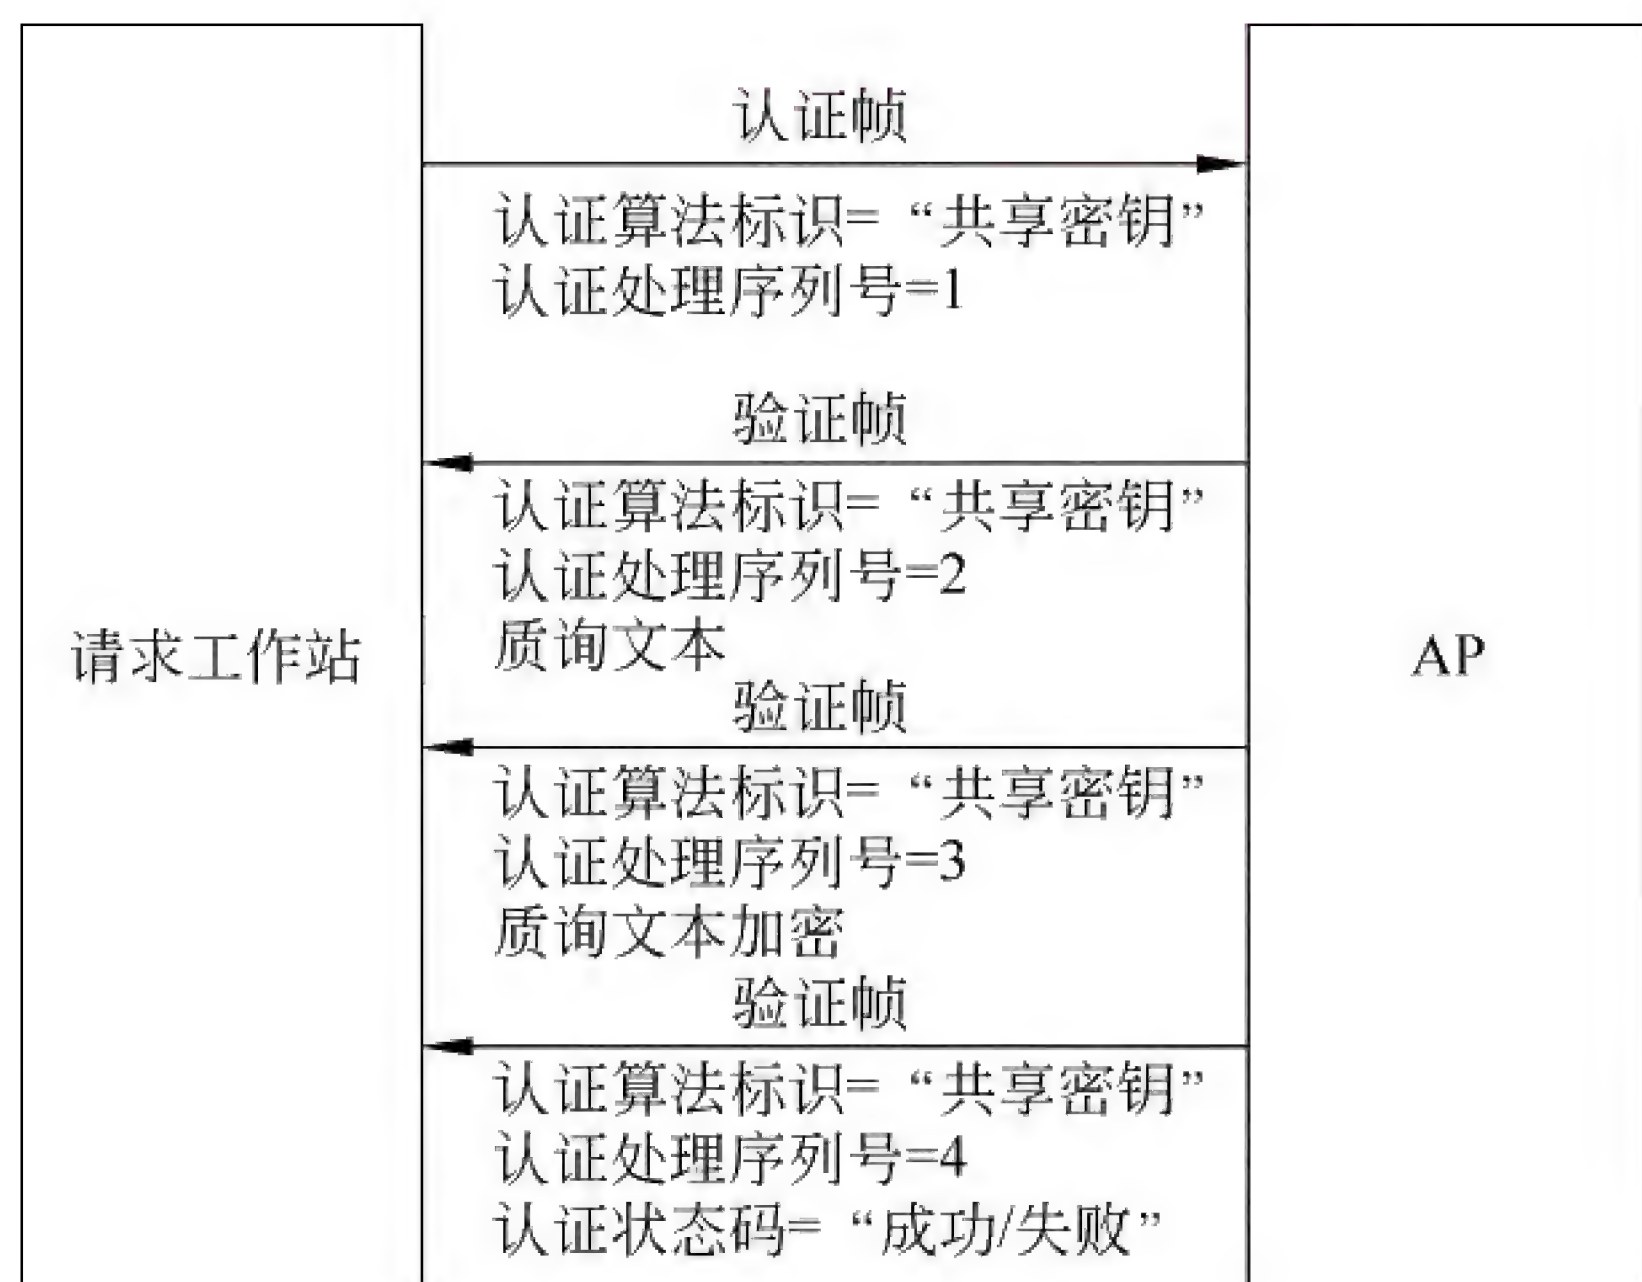 认证帧
认证算法标识=“共享密钥”
认证处理序列号=1
验证帧
认证算法标识=“共享密钥”
认证处理序列号=2
质询文本
请求工作站
AP
验证帧
认证算法标识=“共享密钥”
认证处理序列号=3
质询文本加密
验证帧
认证算法标识=“共享密钥”
认证处理序列号=4
认证状态码=“成功/失败”